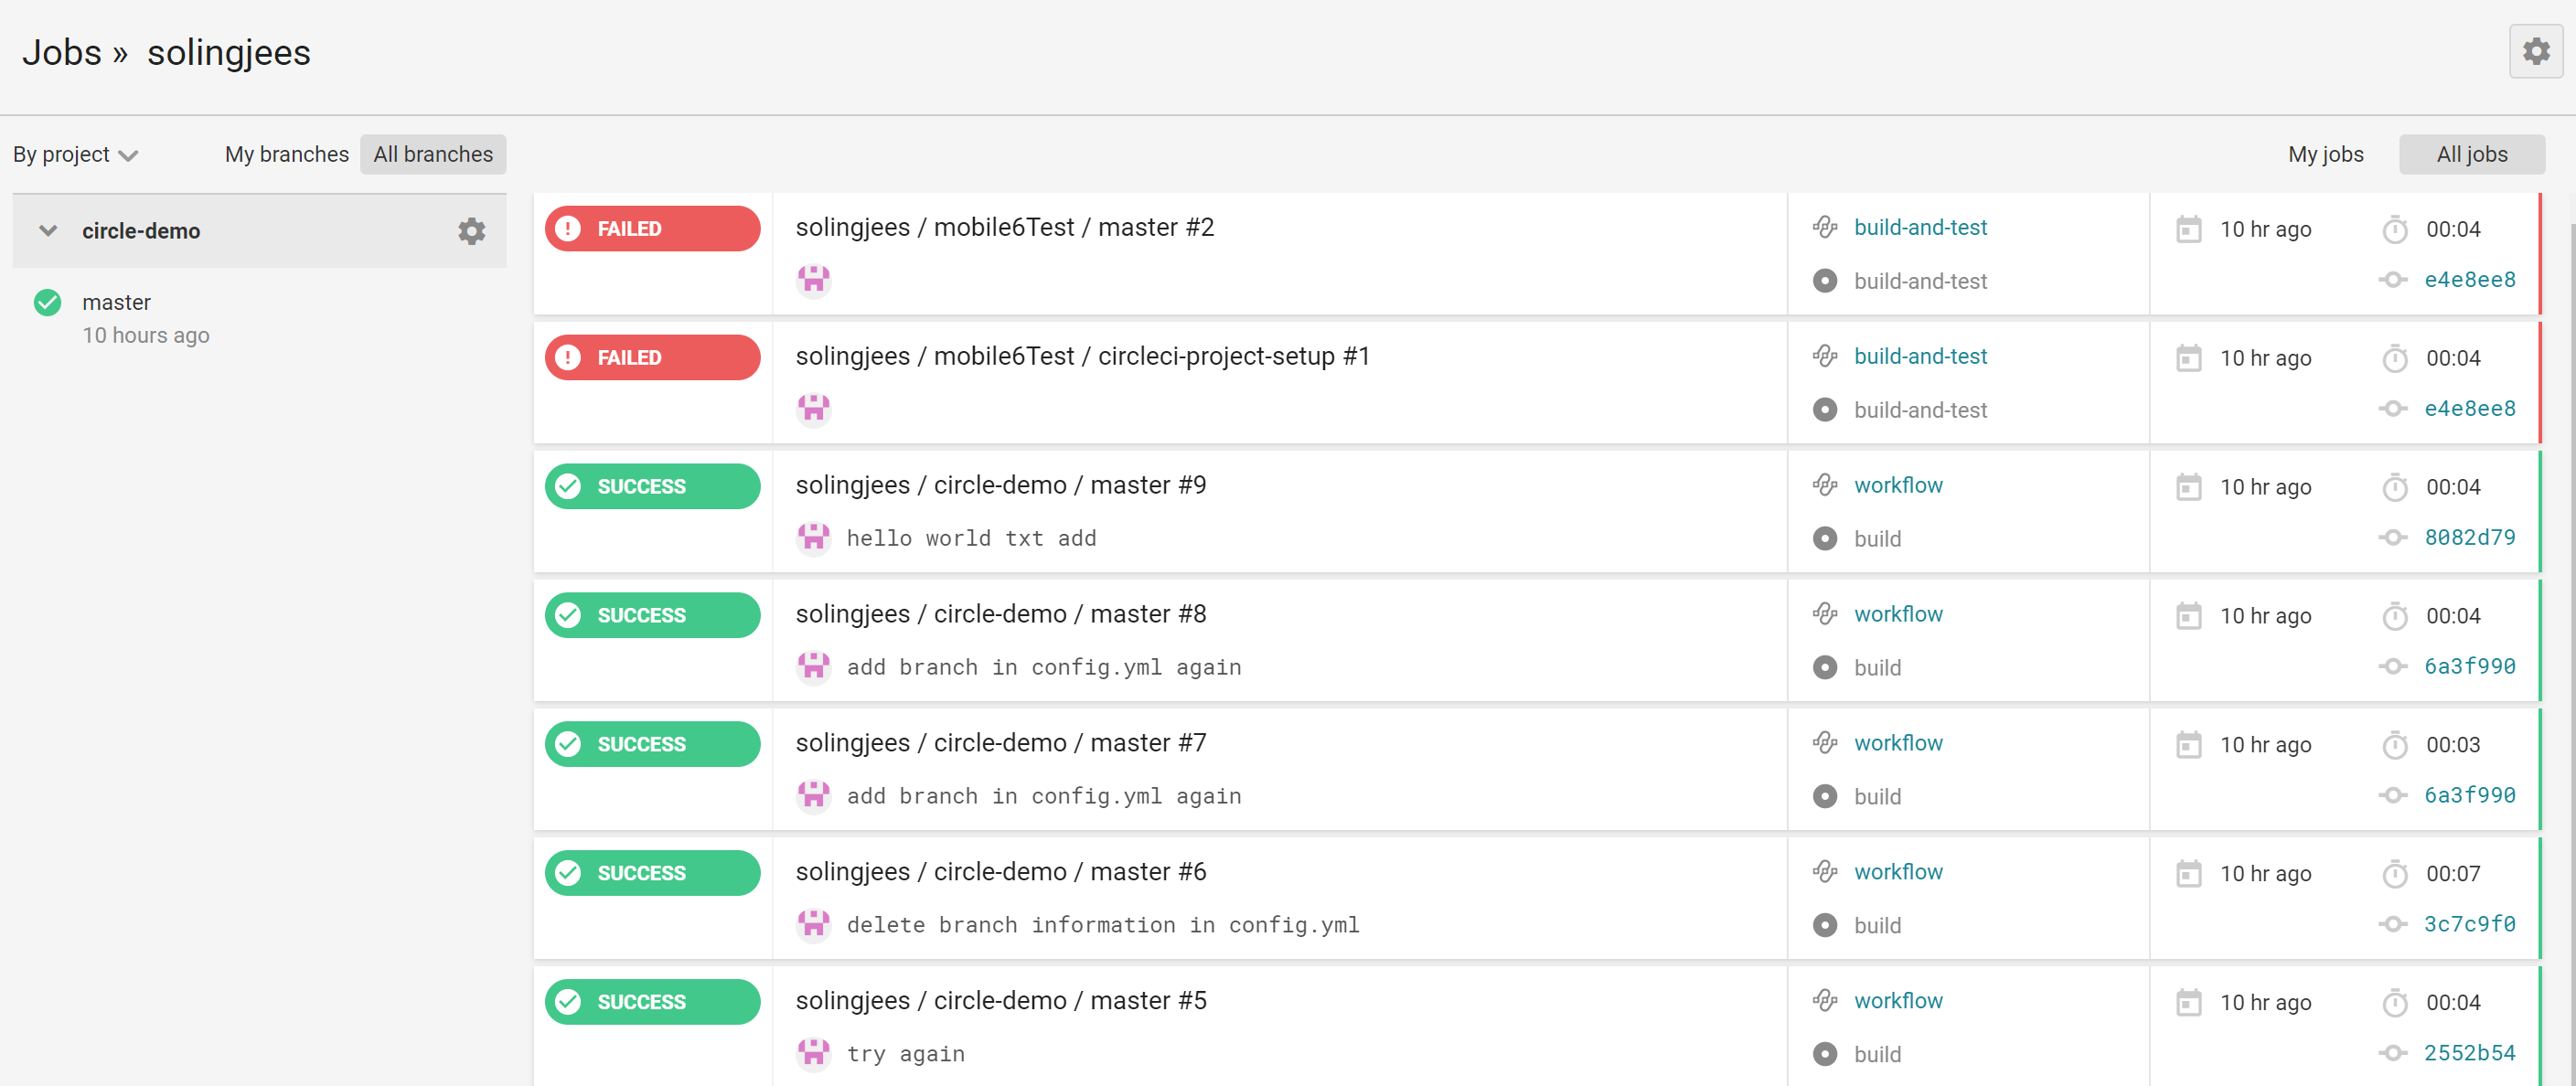 Jobs » solingjees
By project
My branches
All branches
My jobs
All jobs
circle-demo
master
10 hours ago
FAILED
solingjees / mobile6Test / master #2
build-and-test
build-and-test
10 hr ago
00:04
e4e8ee8
FAILED
solingjees / mobile6Test / circleci-project-setup #1
build-and-test
build-and-test
10 hr ago
00:04
e4e8ee8
SUCCESS
solingjees / circle-demo / master #9
hello world txt add
workflow
build
10 hr ago
00:04
8082d79
SUCCESS
solingjees / circle-demo / master #8
add branch in config.yml again
workflow
build
10 hr ago
00:04
6a3f990
SUCCESS
solingjees / circle-demo / master #7
add branch in config.yml again
workflow
build
10 hr ago
00:03
6a3f990
SUCCESS
solingjees / circle-demo / master #6
delete branch information in config.yml
workflow
build
10 hr ago
00:07
3c7c9f0
SUCCESS
solingjees / circle-demo / master #5
try again
workflow
build
10 hr ago
00:04
2552b54